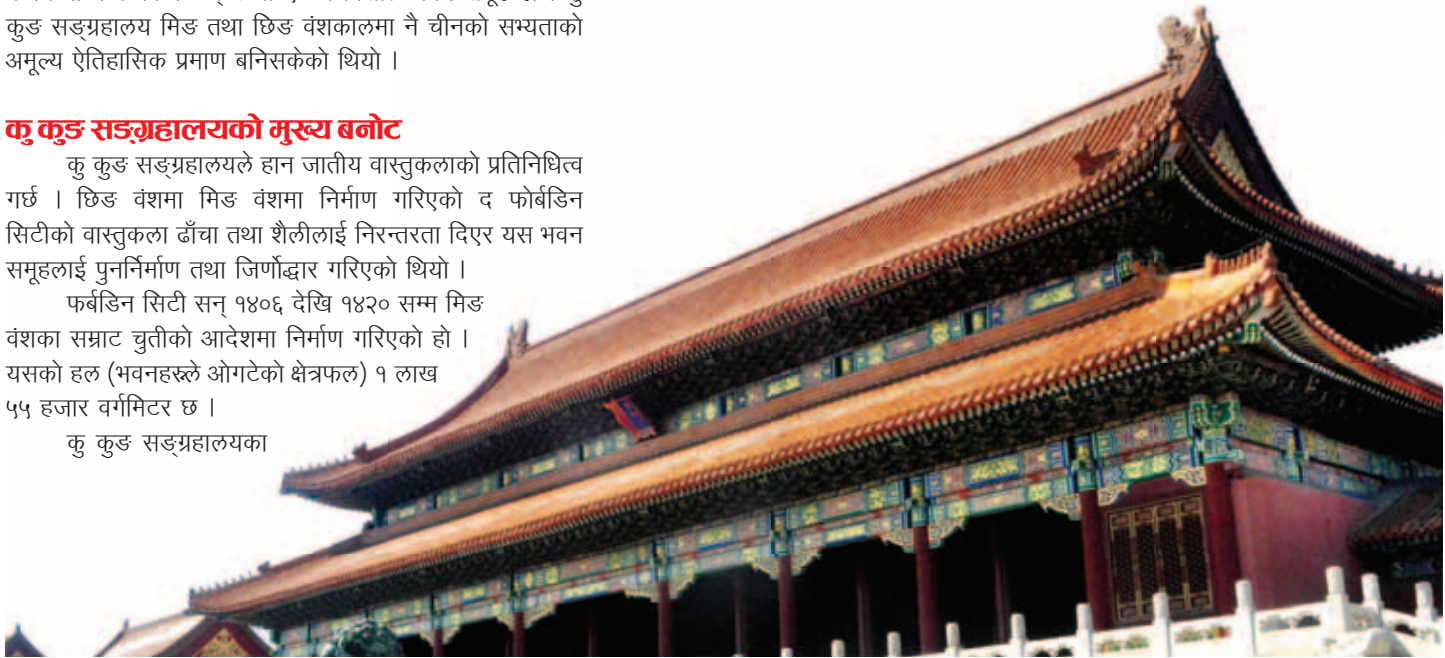 कुङ सङ्ग्रहालय मिङ तथा छिङ वंशकालमा नै चीनको सभ्यताको
अमूल्य ऐतिहासिक प्रमाण बनिसकेको थियो ।
कु कुङ सङ्ग्रहालयको मुख्य बनोट
कु कुङ सङ्ग्रहालयले हान जातीय वास्तुकलाको प्रतिनिधित्व
गर्छ । छिङ वंशमा मिङ वंशमा निर्माण गरिएको द फोर्बडिन
सिटीको वास्तुकला ढाँचा तथा शैलीलाई निरन्तरता दिएर यस भवन
समूहलाई पुनर्निर्माण तथा जिर्णोद्धार गरिएको थियो ।
फर्बडिन सिटी सन् १४०६ देखि १४२० सम्म मिङ
वंशका सम्राट चुतीको आदेशमा निर्माण गरिएको हो ।
यसको हल (भवनहरूले ओगटेको क्षेत्रफल) १ लाख
५५ हजार वर्गमिटर छ ।
कु कुङ सङ्ग्रहालयका